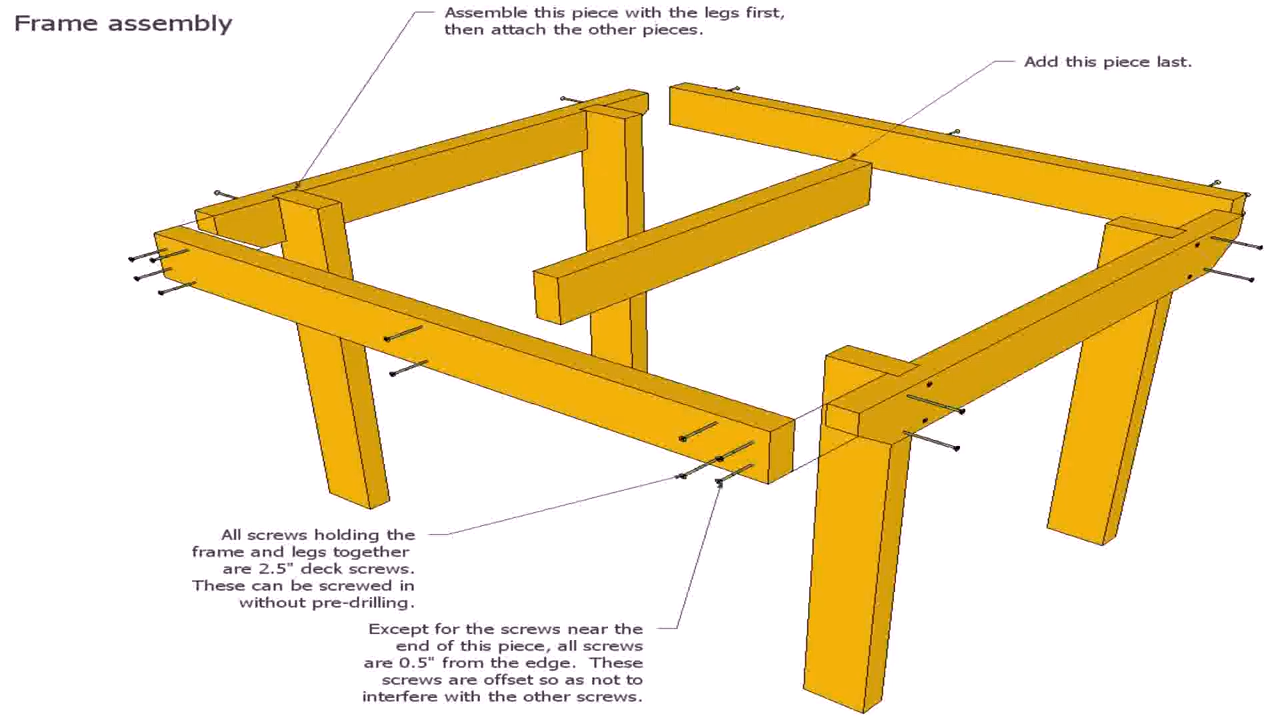 Frame assembly
Assemble this piece with the legs first,
then attach the other pieces.
Add this piece last.
All screws holding the
frame and legs together
are 2.5" deck screws.
These can be screwed in
without pre-drilling.
Except for the screws near the
end of this piece, all screws
are 0.5" from the edge.  These
screws are offset so as not to
interfere with the other screws.